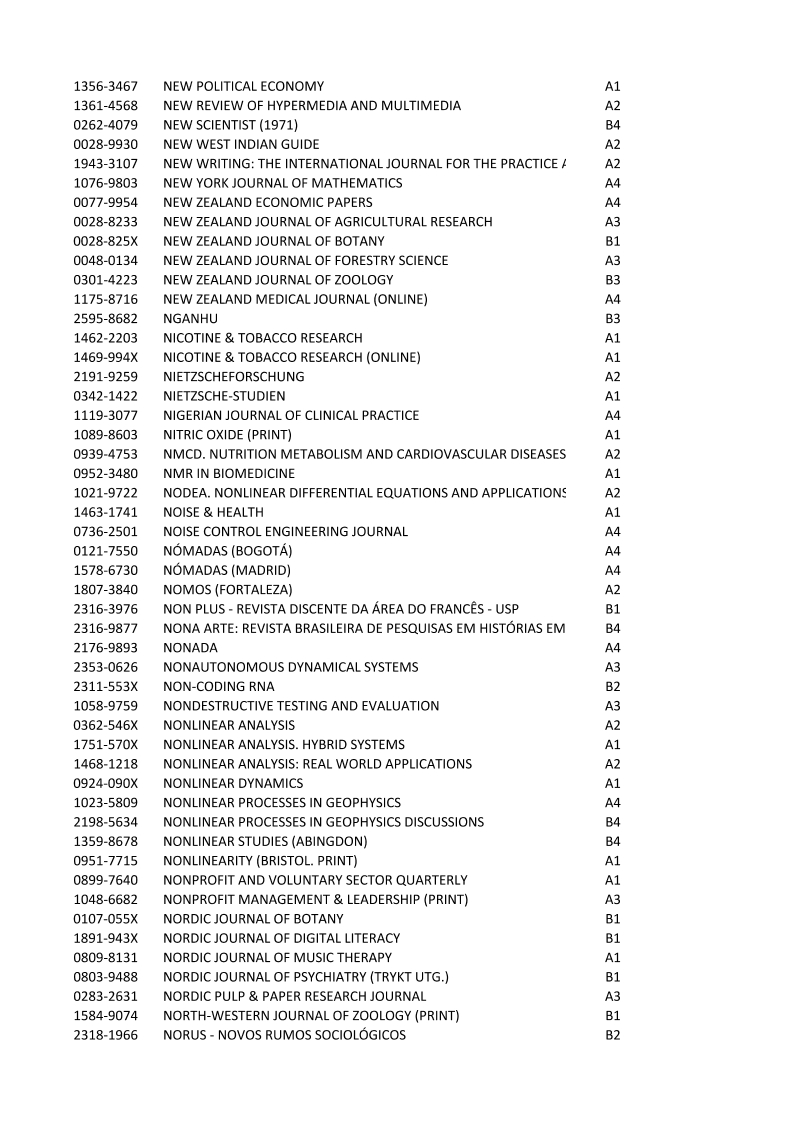 1356-3467 NEW POLITICAL ECONOMY A1
1361-4568 NEW REVIEW OF HYPERMEDIA AND MULTIMEDIA A2
0262-4079 NEW SCIENTIST (1971) B4
0028-9930 NEW WEST INDIAN GUIDE A2
1943-3107 NEW WRITING: THE INTERNATIONAL JOURNAL FOR THE PRACTICE A2
1076-9803 NEW YORK JOURNAL OF MATHEMATICS A4
0077-9954 NEW ZEALAND ECONOMIC PAPERS A4
0028-8233 NEW ZEALAND JOURNAL OF AGRICULTURAL RESEARCH A3
0028-825X NEW ZEALAND JOURNAL OF BOTANY B1
0048-0134 NEW ZEALAND JOURNAL OF FORESTRY SCIENCE A3
0301-4223 NEW ZEALAND JOURNAL OF ZOOLOGY B3
1175-8716 NEW ZEALAND MEDICAL JOURNAL (ONLINE) A4
2595-8682 NGANHU B3
1462-2203 NICOTINE & TOBACCO RESEARCH A1
1469-994X NICOTINE & TOBACCO RESEARCH (ONLINE) A1
2191-9259 NIETZSCHEFORSCHUNG A2
0342-1422 NIETZSCHE-STUDIEN A1
1119-3077 NIGERIAN JOURNAL OF CLINICAL PRACTICE A4
1089-8603 NITRIC OXIDE (PRINT) A1
0939-4753 NMCD. NUTRITION METABOLISM AND CARDIOVASCULAR DISEASES A2
0952-3480 NMR IN BIOMEDICINE A1
1021-9722 NODEA. NONLINEAR DIFFERENTIAL EQUATIONS AND APPLICATIONS A2
1463-1741 NOISE & HEALTH A1
0736-2501 NOISE CONTROL ENGINEERING JOURNAL A4
0121-7550 NÓMADAS (BOGOTÁ) A4
1578-6730 NÓMADAS (MADRID) A4
1807-3840 NOMOS (FORTALEZA) A2
2316-3976 NON PLUS - REVISTA DISCENTE DA ÁREA DO FRANCÊS - USP B1
2316-9877 NONA ARTE: REVISTA BRASILEIRA DE PESQUISAS EM HISTÓRIAS EM B4
2176-9893 NONADA A4
2353-0626 NONAUTONOMOUS DYNAMICAL SYSTEMS A3
2311-553X NON-CODING RNA B2
1058-9759 NONDESTRUCTIVE TESTING AND EVALUATION A3
0362-546X NONLINEAR ANALYSIS A2
1751-570X NONLINEAR ANALYSIS. HYBRID SYSTEMS A1
1468-1218 NONLINEAR ANALYSIS: REAL WORLD APPLICATIONS A2
0924-090X NONLINEAR DYNAMICS A1
1023-5809 NONLINEAR PROCESSES IN GEOPHYSICS A4
2198-5634 NONLINEAR PROCESSES IN GEOPHYSICS DISCUSSIONS B4
1359-8678 NONLINEAR STUDIES (ABINGDON) B4
0951-7715 NONLINEARITY (BRISTOL. PRINT) A1
0899-7640 NONPROFIT AND VOLUNTARY SECTOR QUARTERLY A1
1048-6682 NONPROFIT MANAGEMENT & LEADERSHIP (PRINT) A3
0107-055X NORDIC JOURNAL OF BOTANY B1
1891-943X NORDIC JOURNAL OF DIGITAL LITERACY B1
0809-8131 NORDIC JOURNAL OF MUSIC THERAPY A1
0803-9488 NORDIC JOURNAL OF PSYCHIATRY (TRYKT UTG.) B1
0283-2631 NORDIC PULP & PAPER RESEARCH JOURNAL A3
1584-9074 NORTH-WESTERN JOURNAL OF ZOOLOGY (PRINT) B1
2318-1966 NORUS - NOVOS RUMOS SOCIOLÓGICOS B2